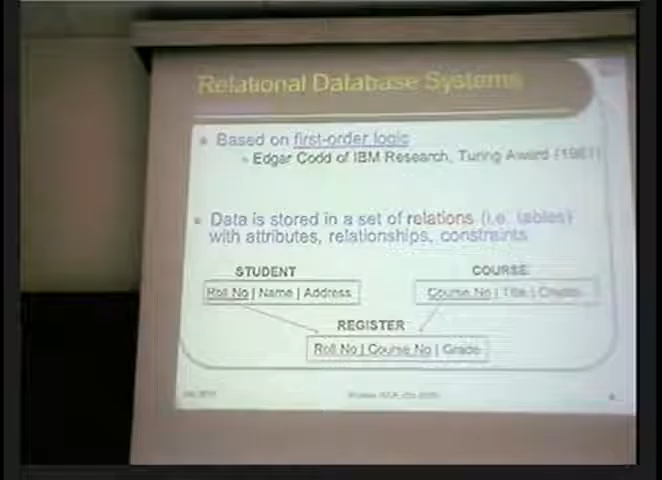 Relational Database Systems
Based on first-order logic
Edgar Codd of IBM Research, Turing Award (1981)
Data is stored in a set of relations (i.e. tables)
with attributes, relationships, constraints
STUDENT
COURSE
Roll No | Name | Address
Course No | Title | Credits
REGISTER
Roll No | Course No | Grade